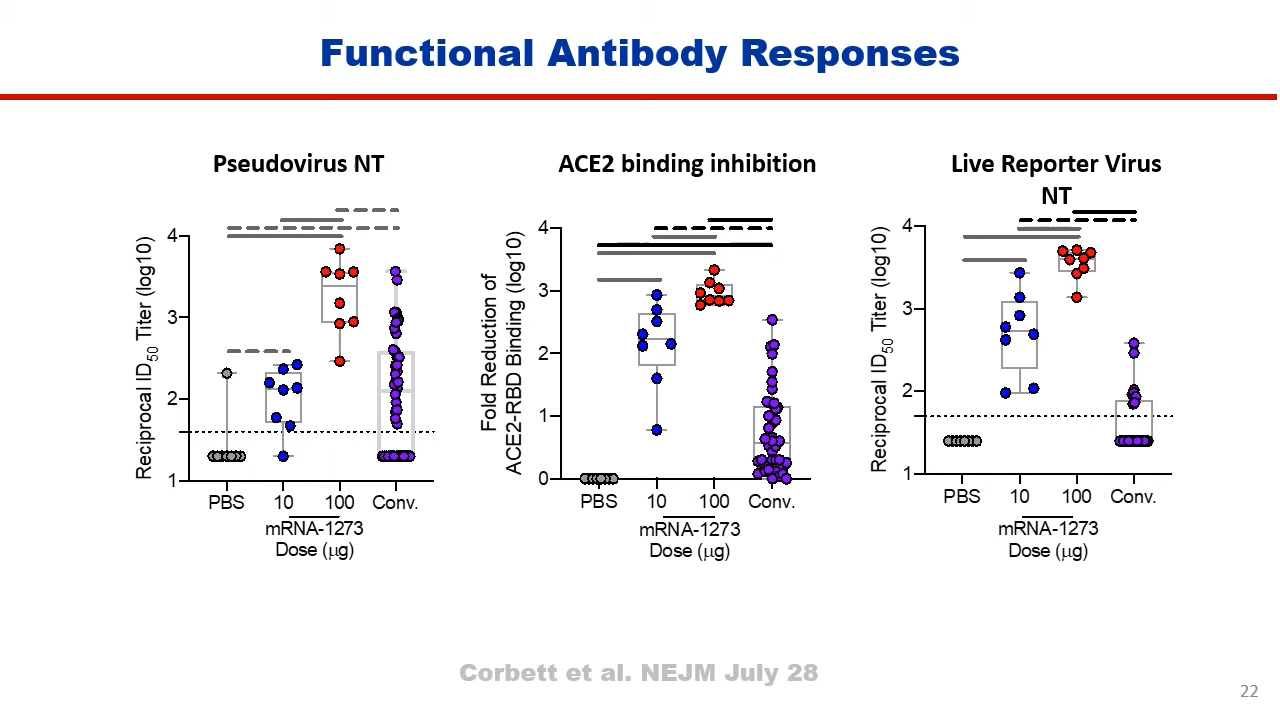 Functional Antibody Responses
Pseudovirus NT
Reciprocal ID50 Titer (log10)
4
3
2
1
PBS
10
100
Conv.
mRNA-1273
Dose (μg)
ACE2 binding inhibition
Fold Reduction of
ACE2-RBD Binding (log10)
4
3
2
1
0
PBS
10
100
Conv.
mRNA-1273
Dose (μg)
Live Reporter Virus
NT
Reciprocal ID50 Titer (log10)
4
3
2
1
PBS
10
100
Conv.
mRNA-1273
Dose (μg)
Corbett et al. NEJM July 28
22